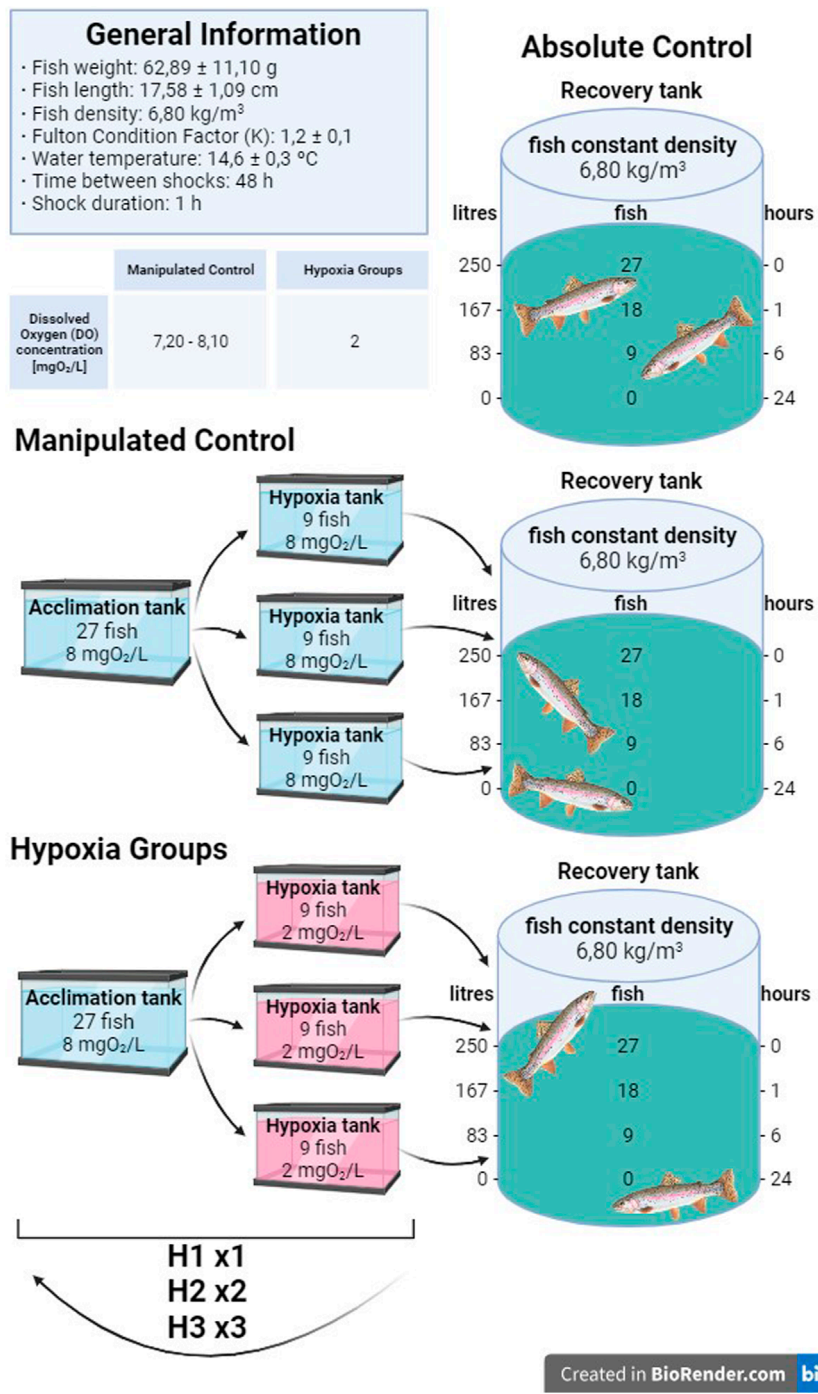 General Information
· Fish weight: 62,89 ± 11,10 g
· Fish length: 17,58 ± 1,09 cm
· Fish density: 6,80 kg/m³
· Fulton Condition Factor (K): 1,2 ± 0,1
· Water temperature: 14,6 ± 0,3 ºC
· Time between shocks: 48 h
· Shock duration: 1 h
Manipulated Control Hypoxia Groups
Dissolved
Oxygen (DO)
concentration
[mgO₂/L]
7,20 - 8,10 2
Absolute Control
Recovery tank
fish constant density
6,80 kg/m³
litres fish hours
250 - 27 - 0
167 - 18 - 1
83 - 9 - 6
0 - 0 - 24
Manipulated Control
Acclimation tank
27 fish
8 mgO₂/L
Hypoxia tank
9 fish
8 mgO₂/L
Hypoxia tank
9 fish
8 mgO₂/L
Hypoxia tank
9 fish
8 mgO₂/L
Recovery tank
fish constant density
6,80 kg/m³
litres fish hours
250 - 27 - 0
167 - 18 - 1
83 - 9 - 6
0 - 0 - 24
Hypoxia Groups
Acclimation tank
27 fish
8 mgO₂/L
Hypoxia tank
9 fish
2 mgO₂/L
Hypoxia tank
9 fish
2 mgO₂/L
Hypoxia tank
9 fish
2 mgO₂/L
Recovery tank
fish constant density
6,80 kg/m³
litres fish hours
250 - 27 - 0
167 - 18 - 1
83 - 9 - 6
0 - 0 - 24
H1 x1
H2 x2
H3 x3
Created in BioRender.com bi